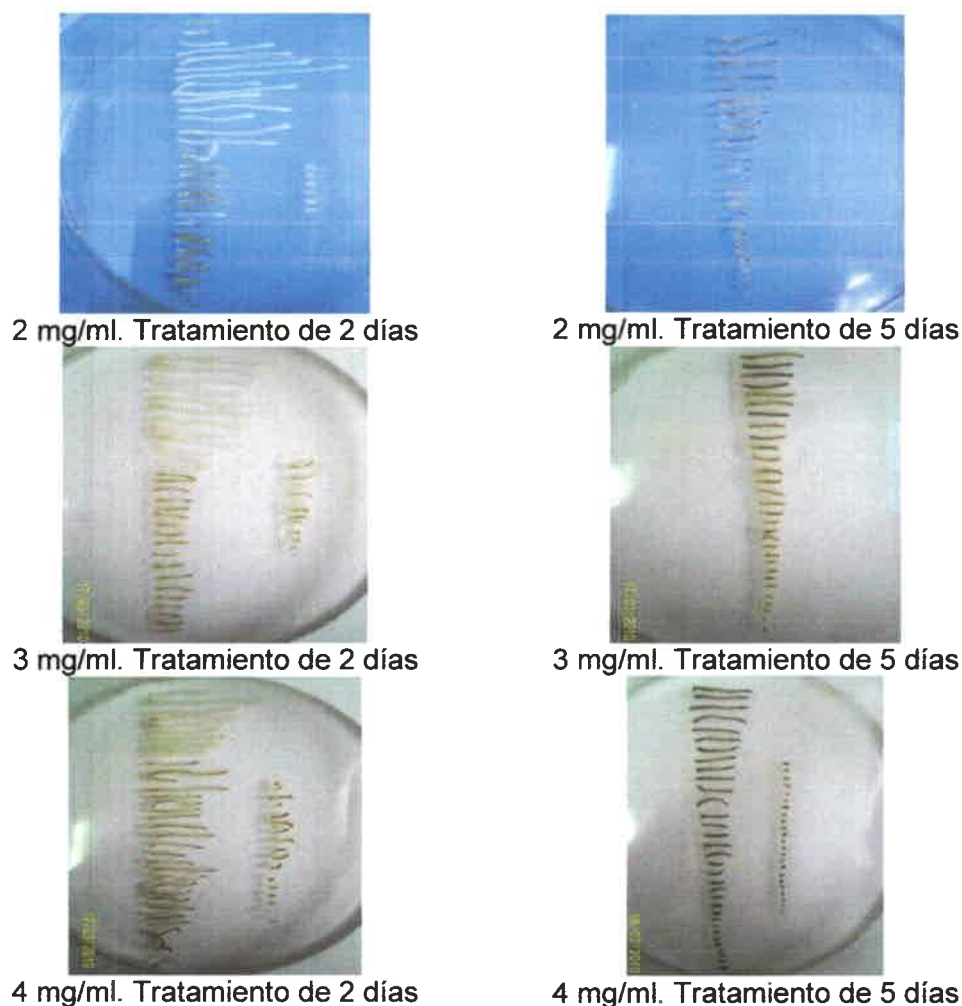 2 mg/ml. Tratamiento de 2 días
2 mg/ml. Tratamiento de 5 días
3 mg/ml. Tratamiento de 2 días
3 mg/ml. Tratamiento de 5 días
4 mg/ml. Tratamiento de 2 días
4 mg/ml. Tratamiento de 5 días